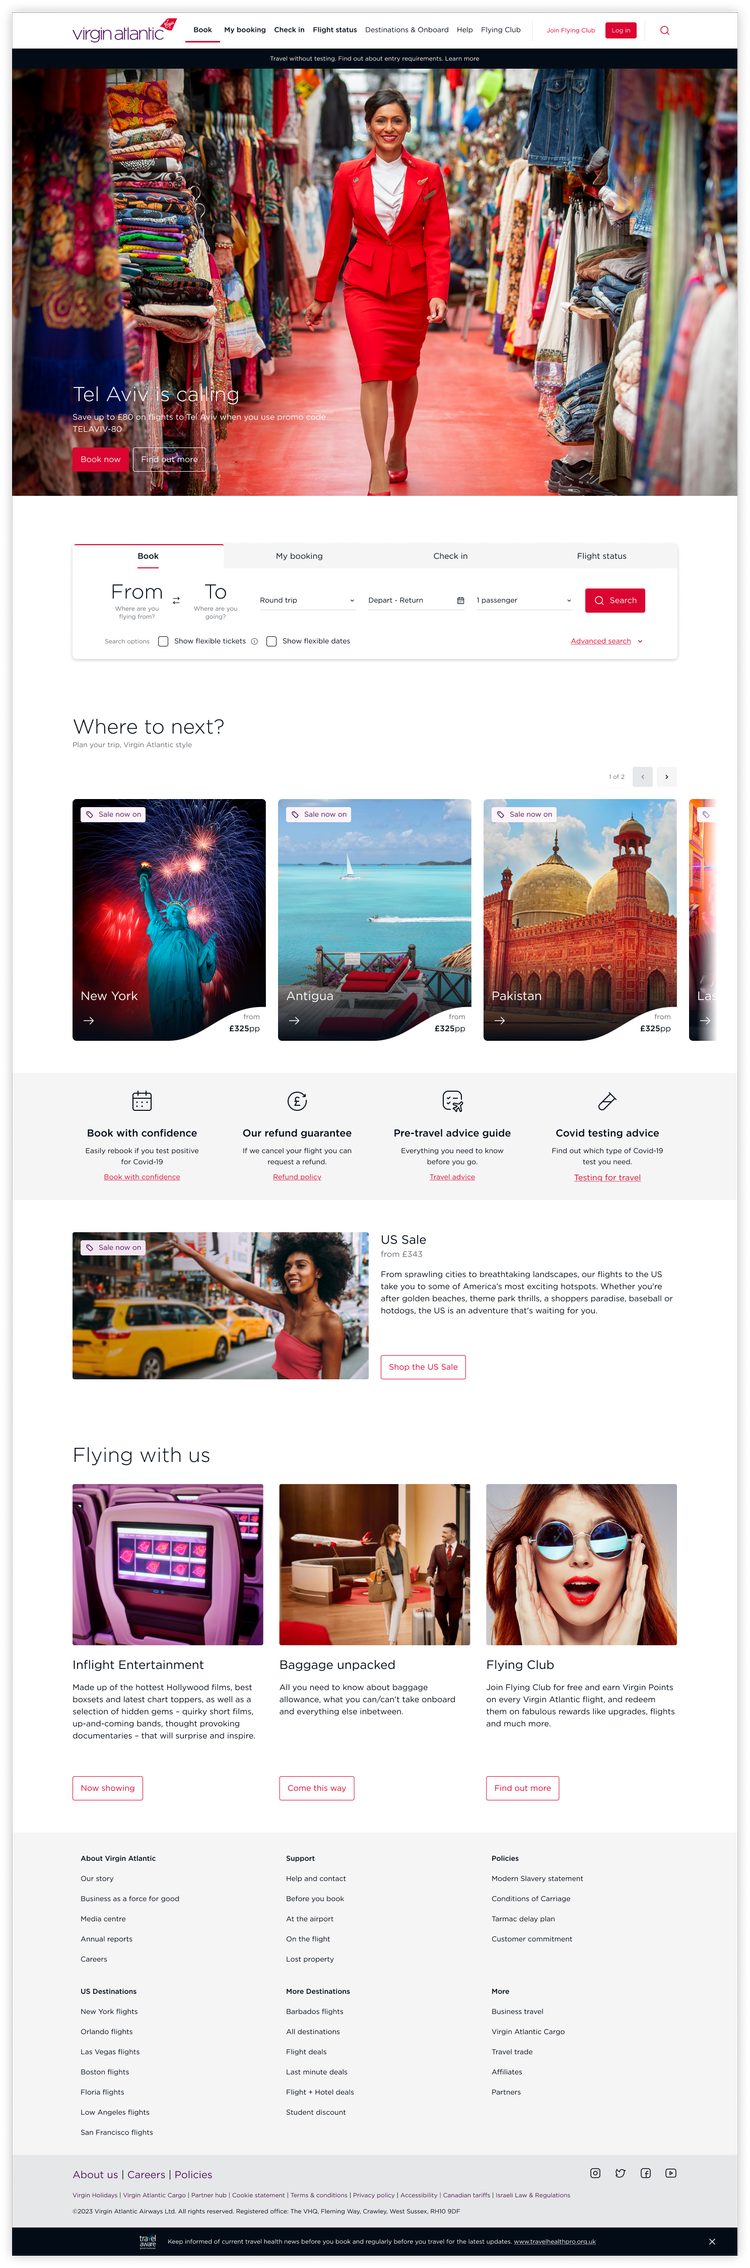 virgin atlantic
Book My booking Check in Flight status Destinations & Onboard Help Flying Club Join Flying Club Log in
Travel without testing. Find out about entry requirements. Learn more
Tel Aviv is calling
Save up to £80 on flights to Tel Aviv when you use promo code
TELAVIV-80
Book now Find out more
Book My booking Check in Flight status
From To
Where are you flying from? Where are you going?
Round trip Depart - Return 1 passenger Search
Search options Show flexible tickets Show flexible dates Advanced search
Where to next?
Plan your trip, Virgin Atlantic style
1 of 2
Sale now on Sale now on Sale now on
New York Antigua Pakistan Las
from from from
£325pp £325pp £325pp
Book with confidence
Easily rebook if you test positive
for Covid-19
Book with confidence
Our refund guarantee
If we cancel your flight you can
request a refund.
Refund policy
Pre-travel advice guide
Everything you need to know
before you go.
Travel advice
Covid testing advice
Find out which type of Covid-19
test you need.
Testing for travel
Sale now on
US Sale
from £343
From sprawling cities to breathtaking landscapes, our flights to the US
take you to some of America's most exciting hotspots. Whether you're
after golden beaches, theme park thrills, a shoppers paradise, baseball or
hotdogs, the US is an adventure that's waiting for you.
Shop the US Sale
Flying with us
Inflight Entertainment
Made up of the hottest Hollywood films, best
boxsets and latest chart toppers, as well as a
selection of hidden gems – quirky short films,
up-and-coming bands, thought provoking
documentaries – that will surprise and inspire.
Now showing
Baggage unpacked
All you need to know about baggage
allowance, what you can/can't take onboard
and everything else inbetween.
Come this way
Flying Club
Join Flying Club for free and earn Virgin Points
on every Virgin Atlantic flight, and redeem
them on fabulous rewards like upgrades, flights
and much more.
Find out more
About Virgin Atlantic
Our story
Business as a force for good
Media centre
Annual reports
Careers
Support
Help and contact
Before you book
At the airport
On the flight
Lost property
Policies
Modern Slavery statement
Conditions of Carriage
Tarmac delay plan
Customer commitment
US Destinations
New York flights
Orlando flights
Las Vegas flights
Boston flights
Floria flights
Low Angeles flights
San Francisco flights
More Destinations
Barbados flights
All destinations
Flight deals
Last minute deals
Flight + Hotel deals
Student discount
More
Business travel
Virgin Atlantic Cargo
Travel trade
Affiliates
Partners
About us | Careers | Policies
Virgin Holidays | Virgin Atlantic Cargo | Partner hub | Cookie statement | Terms & conditions | Privacy policy | Accessibility | Canadian tariffs | Israeli Law & Regulations
©2023 Virgin Atlantic Airways Ltd. All rights reserved. Registered office: The VHQ, Fleming Way, Crawley, West Sussex, RH10 9DF
travel aware
Keep informed of current travel health news before you book and regularly before you travel for the latest updates. www.travelhealthpro.org.uk